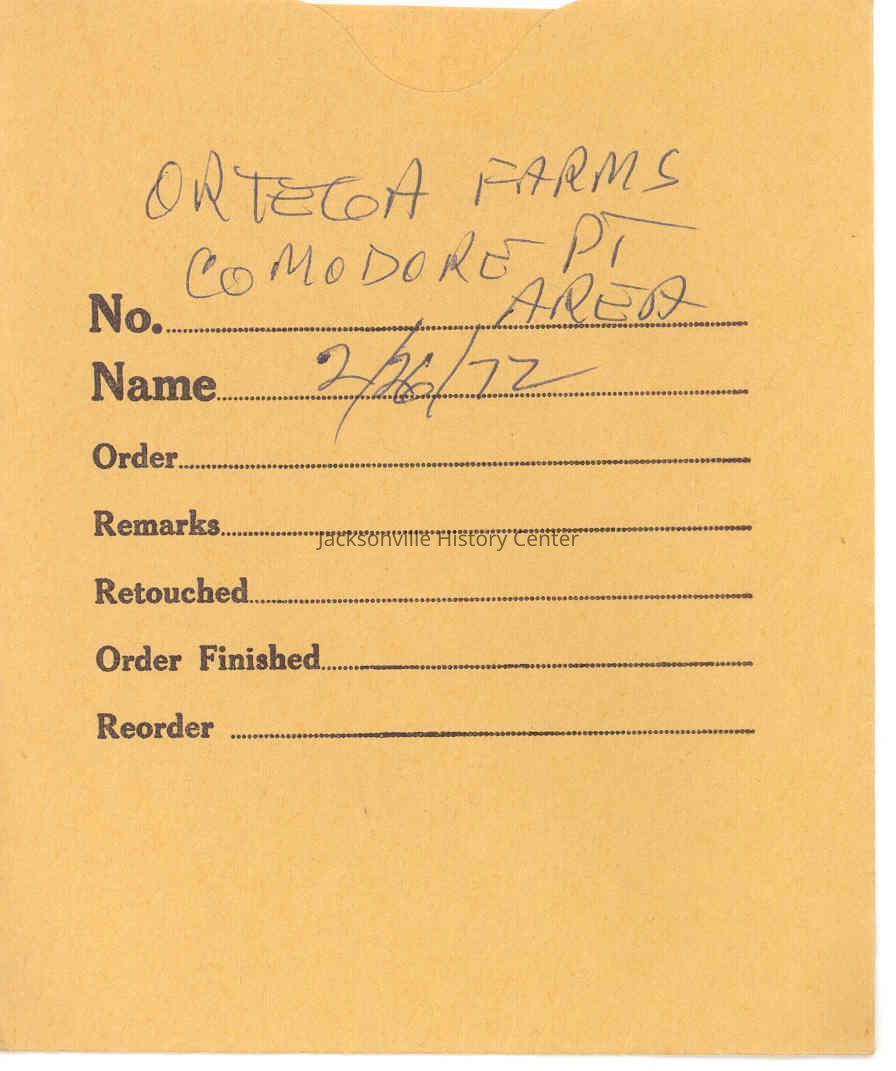 ORTEGA FARMS
COMODORE PT
AREA
No.
2/26/72
Name
Order
Remarks
Jacksonville History Center
Retouched
Order Finished
Reorder